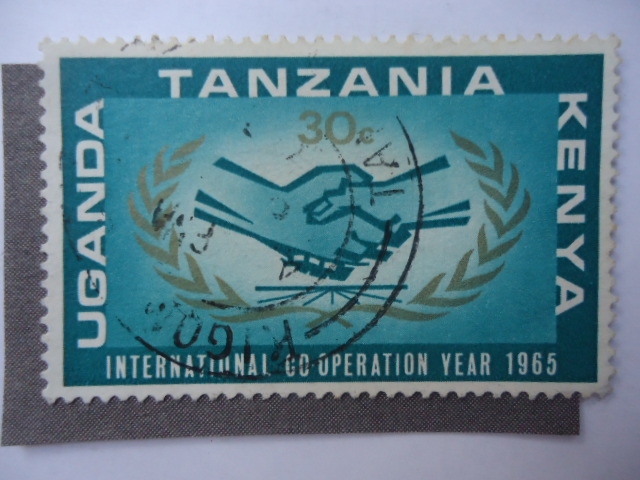 TANZANIA
UGANDA
KENYA
30c
INTERNATIONAL CO-OPERATION YEAR 1965